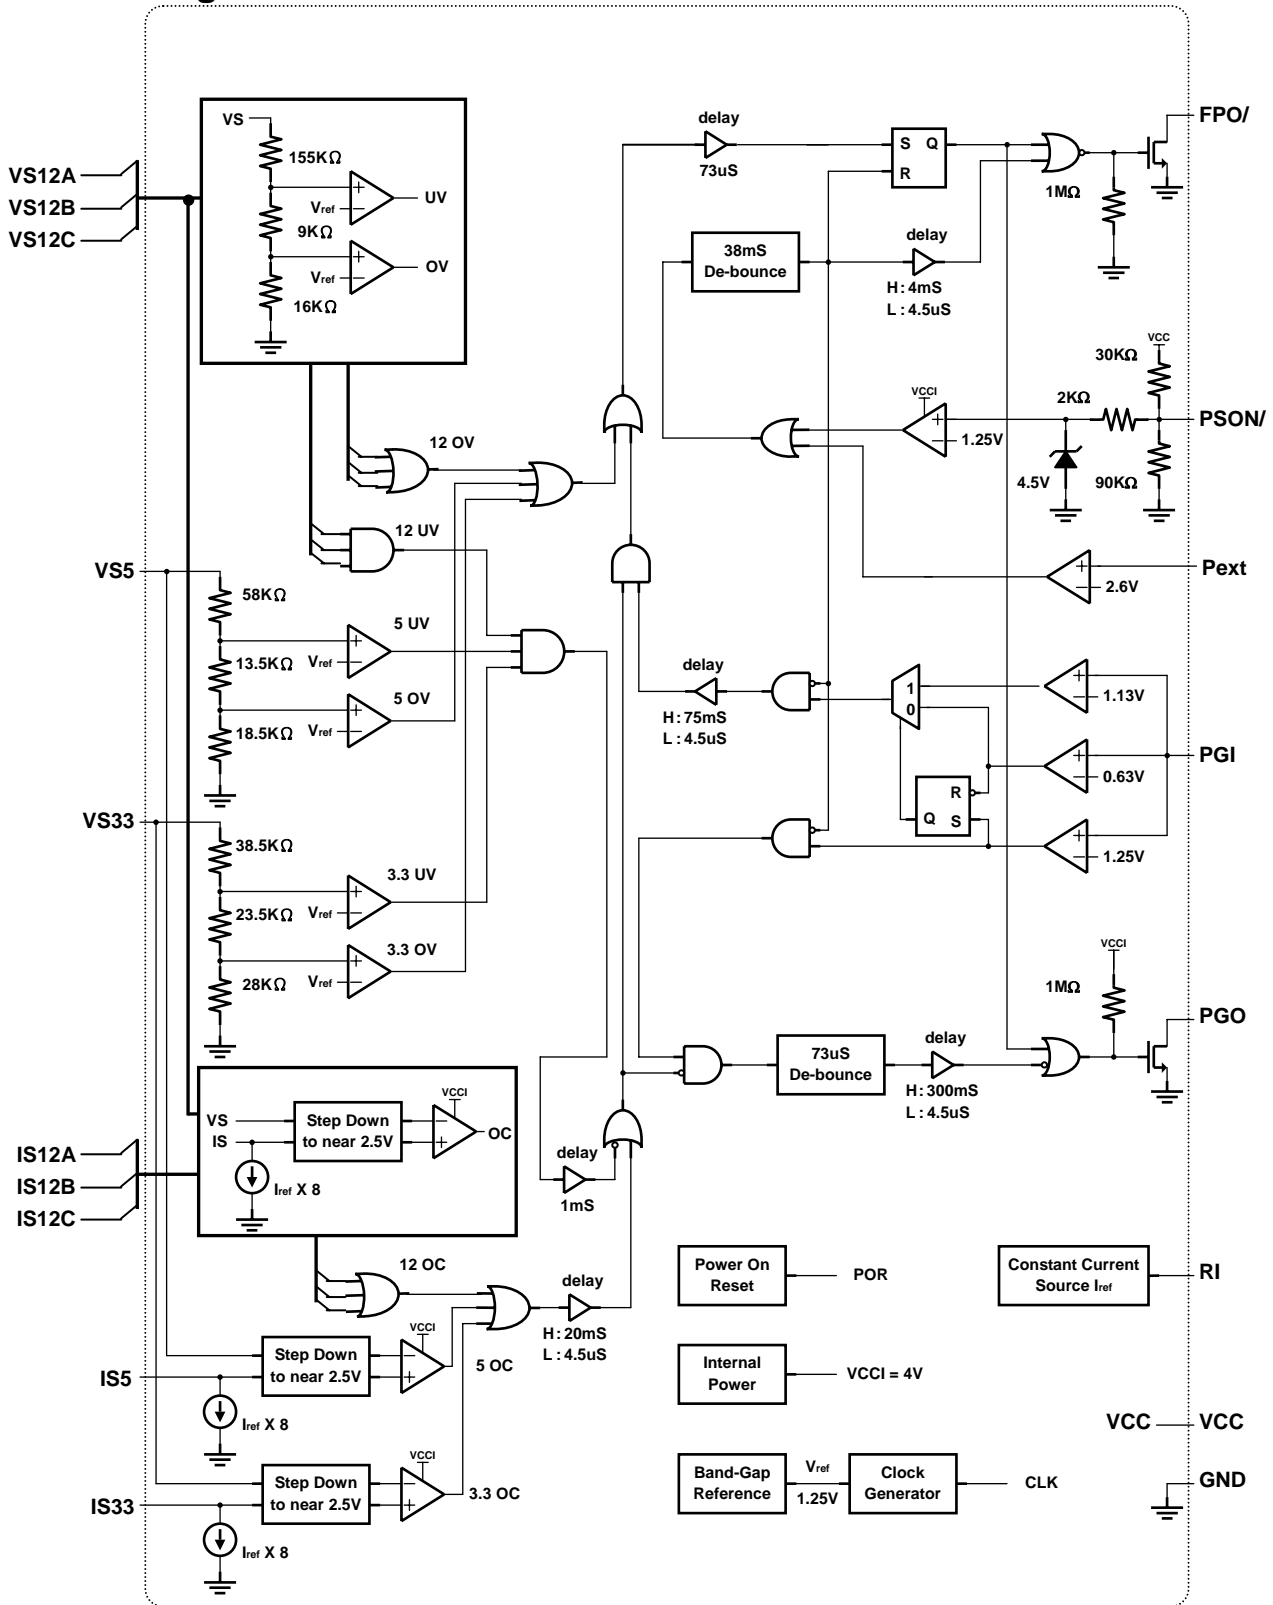 g
VS
155KΩ
+
Vref
−
UV
9KΩ
+
Vref
−
OV
16KΩ
VS12A
VS12B
VS12C
delay
73uS
S Q
R
FPO/
1MΩ
38mS
De-bounce
delay
H : 4mS
L : 4.5uS
VCC
30KΩ
VCCI
+
−
1.25V
2KΩ
PSON/
4.5V
90KΩ
12 OV
12 UV
VS5
58KΩ
5 UV
+
Vref
−
13.5KΩ
5 OV
+
Vref
−
18.5KΩ
+
−
2.6V
Pext
delay
H : 75mS
L : 4.5uS
1
0
+
−
1.13V
+
−
0.63V
PGI
R
Q S
+
−
1.25V
VS33
38.5KΩ
3.3 UV
+
Vref
−
23.5KΩ
3.3 OV
+
Vref
−
28KΩ
VCCI
1MΩ
PGO
73uS
De-bounce
delay
H : 300mS
L : 4.5uS
VS
IS
Step Down
to near 2.5V
VCCI
−
+
OC
Iref X 8
IS12A
IS12B
IS12C
delay
1mS
12 OC
delay
H : 20mS
L : 4.5uS
Power On
Reset
POR
Constant Current
Source Iref
RI
Step Down
to near 2.5V
VCCI
−
+
5 OC
IS5
Iref X 8
Internal
Power
VCCI = 4V
VCC
VCC
Step Down
to near 2.5V
VCCI
−
+
3.3 OC
IS33
Iref X 8
Band-Gap
Reference
Vref
1.25V
Clock
Generator
CLK
GND